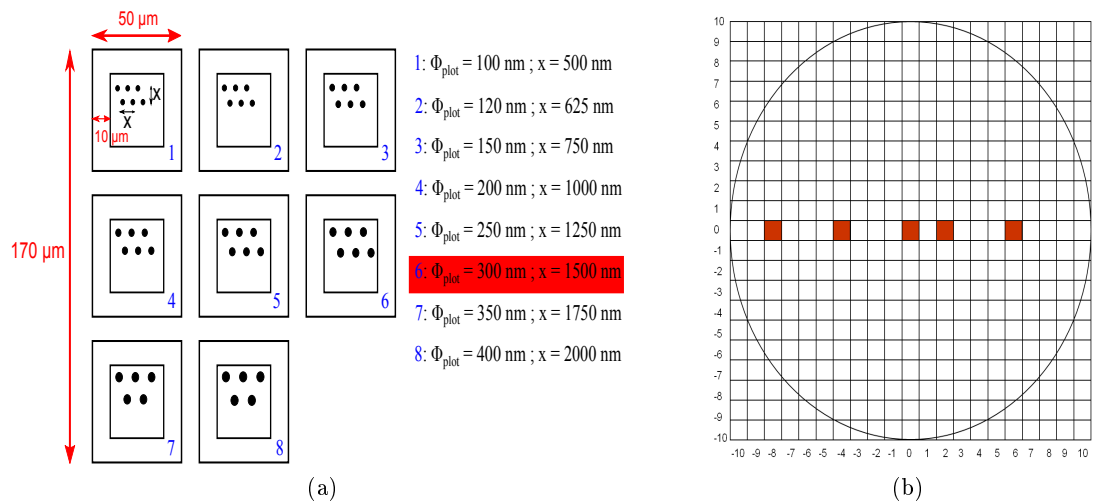 50 µm
170 µm
10 µm
x
x
1
2
3
4
5
6
7
8
1: Φplot = 100 nm ; x = 500 nm
2: Φplot = 120 nm ; x = 625 nm
3: Φplot = 150 nm ; x = 750 nm
4: Φplot = 200 nm ; x = 1000 nm
5: Φplot = 250 nm ; x = 1250 nm
6: Φplot = 300 nm ; x = 1500 nm
7: Φplot = 350 nm ; x = 1750 nm
8: Φplot = 400 nm ; x = 2000 nm
(a)
10
9
8
7
6
5
4
3
2
1
0
-1
-2
-3
-4
-5
-6
-7
-8
-9
-10
-10 -9 -8 -7 -6 -5 -4 -3 -2 -1 0 1 2 3 4 5 6 7 8 9 10
(b)